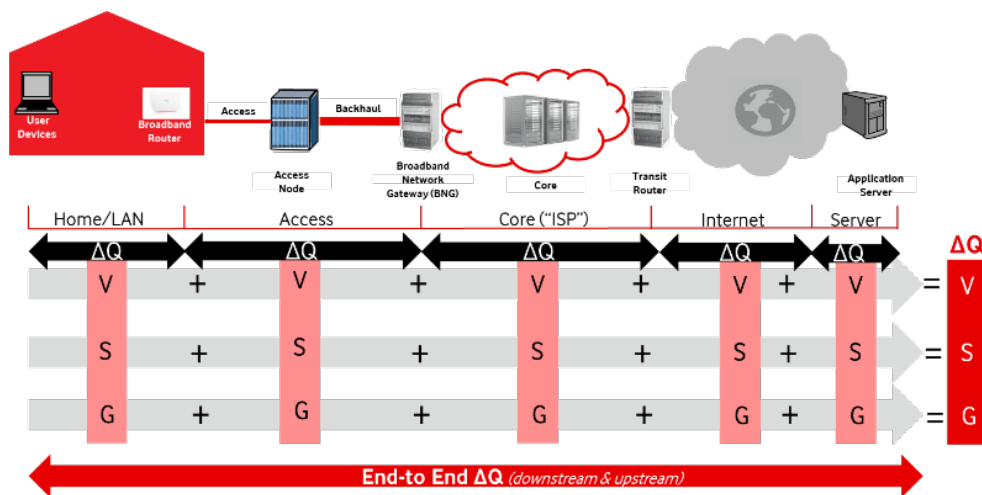 User
Devices
Broadband
Router
Access
Access
Node
Backhaul
Broadband
Network
Gateway (BNG)
Core
Transit
Router
Application
Server
Home/LAN
Access
Core (“ISP”)
Internet
Server
ΔQ ΔQ ΔQ ΔQ ΔQ ΔQ
V + V + V + V + V = V
S + S + S + S + S = S
G + G + G + G + G = G
End-to End ΔQ (downstream & upstream)